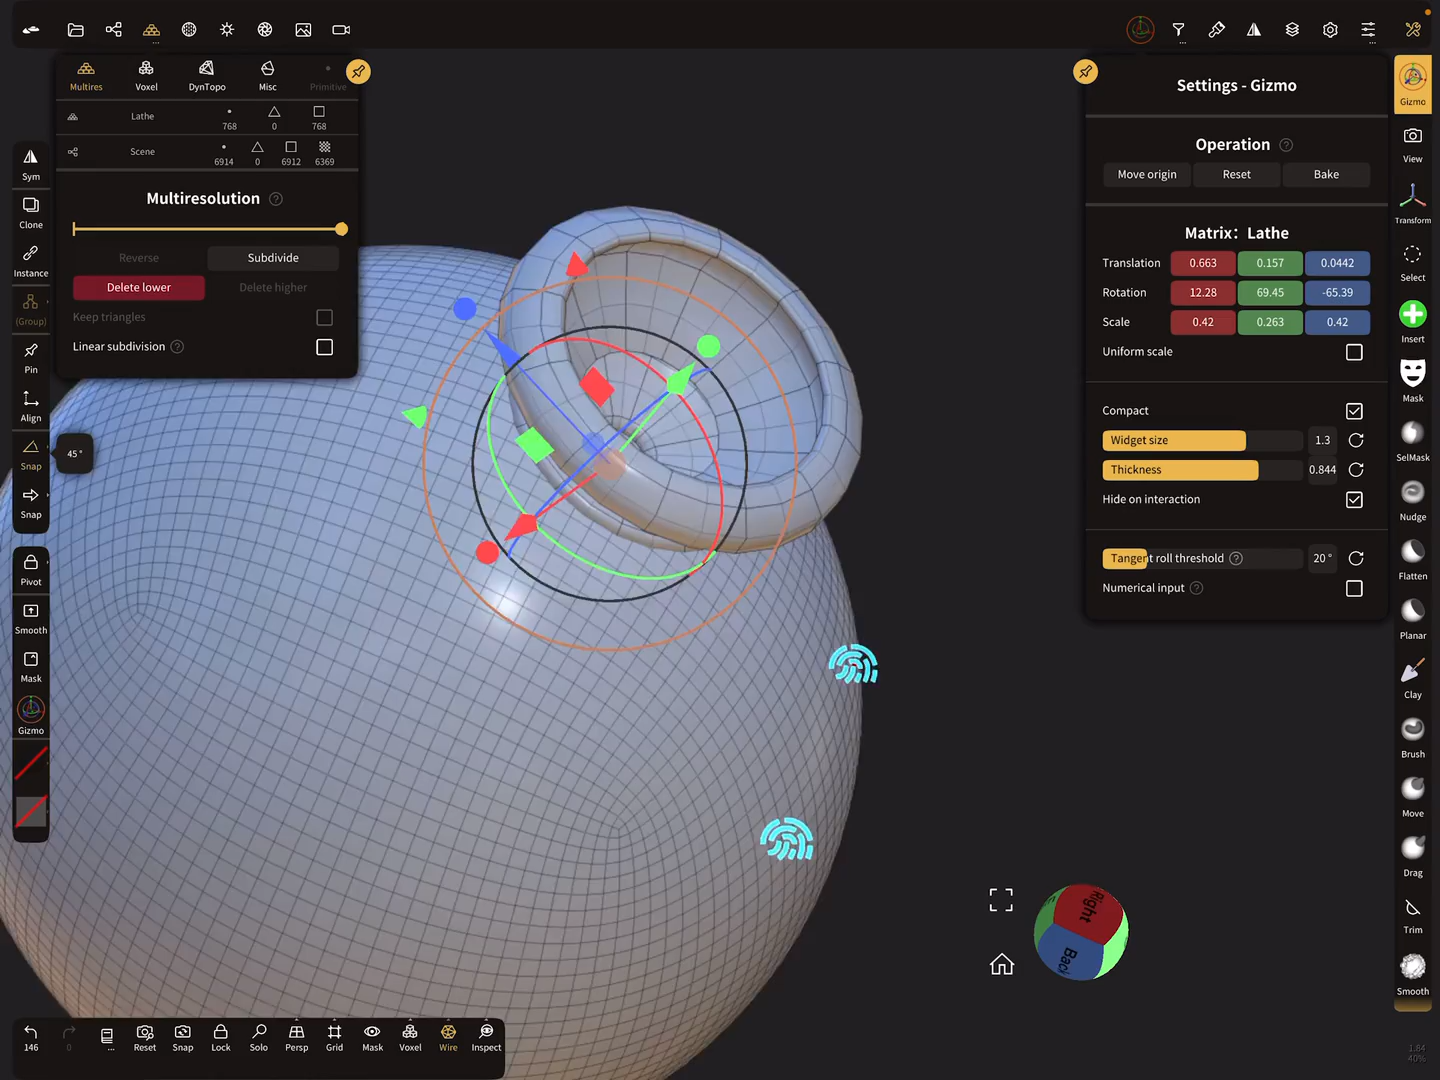 Multires
Voxel
DynTopo
Misc
Primitive
Lathe
768
0
768
Scene
6914
0
6912
6369
Multiresolution ?
Reverse
Subdivide
Delete lower
Delete higher
Keep triangles
Linear subdivision ?
Sym
Clone
Instance
(Group)
Pin
Align
Snap
45°
Snap
Pivot
Smooth
Mask
Gizmo
Settings - Gizmo
Operation ?
Move origin
Reset
Bake
Matrix: Lathe
Translation 0.663 0.157 0.0442
Rotation 12.28 69.45 -65.39
Scale 0.42 0.263 0.42
Uniform scale
Compact
Widget size 1.3
Thickness 0.844
Hide on interaction
Tangent roll threshold ? 20°
Numerical input ?
Gizmo
View
Transform
Select
Insert
Mask
SelMask
Nudge
Flatten
Planar
Clay
Brush
Move
Drag
Trim
Smooth
Right
Back
146
0
...
Reset
Snap
Lock
Solo
Persp
Grid
Mask
Voxel
Wire
Inspect
1.84
40%